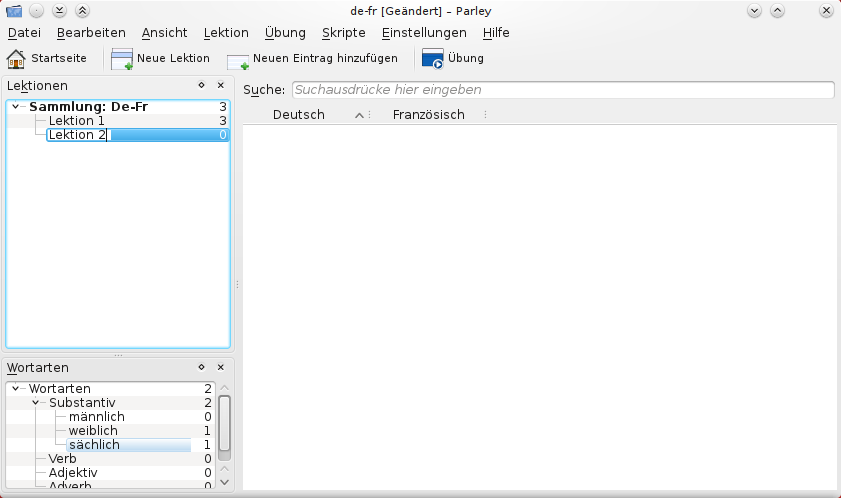 de-fr [Geändert] – Parley
Datei Bearbeiten Ansicht Lektion Übung Skripte Einstellungen Hilfe
Startseite Neue Lektion Neuen Eintrag hinzufügen Übung
Lektionen
Sammlung: De-Fr 3
Lektion 1 3
Lektion 2 0
Wortarten
Wortarten 2
Substantiv 2
männlich 0
weiblich 1
sächlich 1
Verb 0
Adjektiv 0
Adverb 0
Suche: Suchausdrücke hier eingeben
Deutsch Französisch